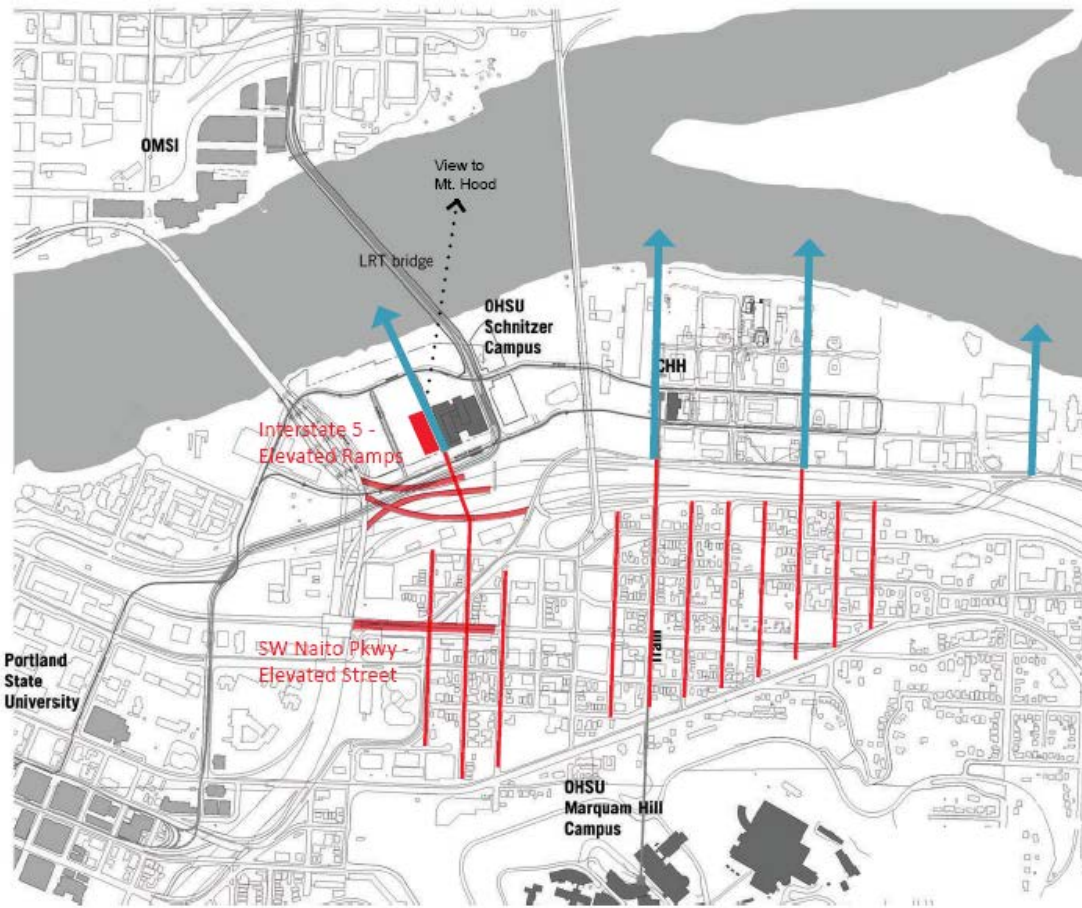 OMSI
View to
Mt. Hood
LRT bridge
OHSU
Schnitzer
Campus
CHH
Interstate 5 -
Elevated Ramps
SW Naito Pkwy -
Elevated Street
Tram
Portland
State
University
OHSU
Marquam Hill
Campus